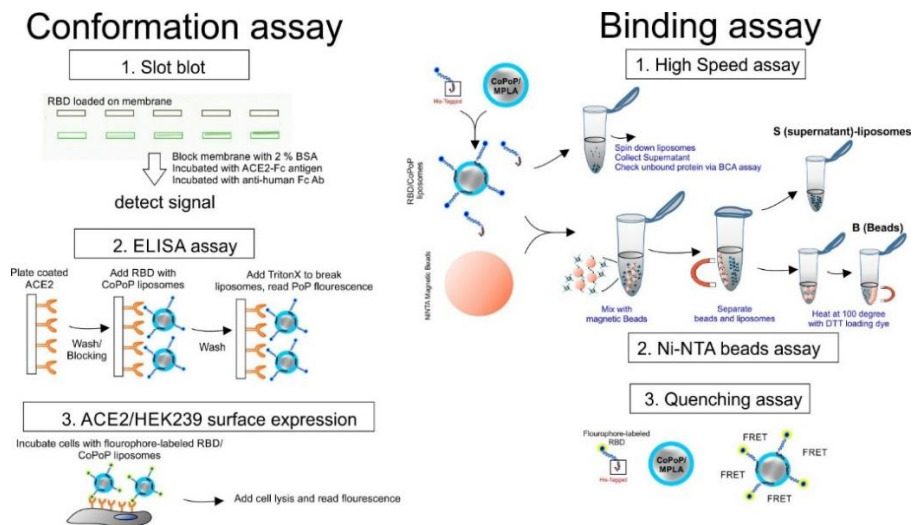 Conformation assay
1. Slot blot
RBD loaded on membrane
Block membrane with 2 % BSA
Incubated with ACE2-Fc antigen
Incubated with anti-human Fc Ab
detect signal
2. ELISA assay
Plate coated
ACE2
Add RBD with
CoPoP liposomes
Add TritonX to break
liposomes, read PoP flourescence
Wash/
Blocking
Wash
3. ACE2/HEK239 surface expression
Incubate cells with flourophore-labeled RBD/
CoPoP liposomes
Add cell lysis and read flourescence
Binding assay
1. High Speed assay
His-Tagged
CoPoP/
MPLA
RBD/CoPoP
liposomes
Spin down liposomes
Collect Supernatant
Check unbound protein via BCA assay
S (supernatant)-liposomes
B (Beads)
Ni/NTA Magnetic Beads
Mix with
magnetic Beads
Separate
beads and liposomes
Heat at 100 degree
with DTT loading dye
2. Ni-NTA beads assay
3. Quenching assay
Flourophore-labeled
RBD
His-Tagged
CoPoP/
MPLA
FRET
FRET
FRET
FRET